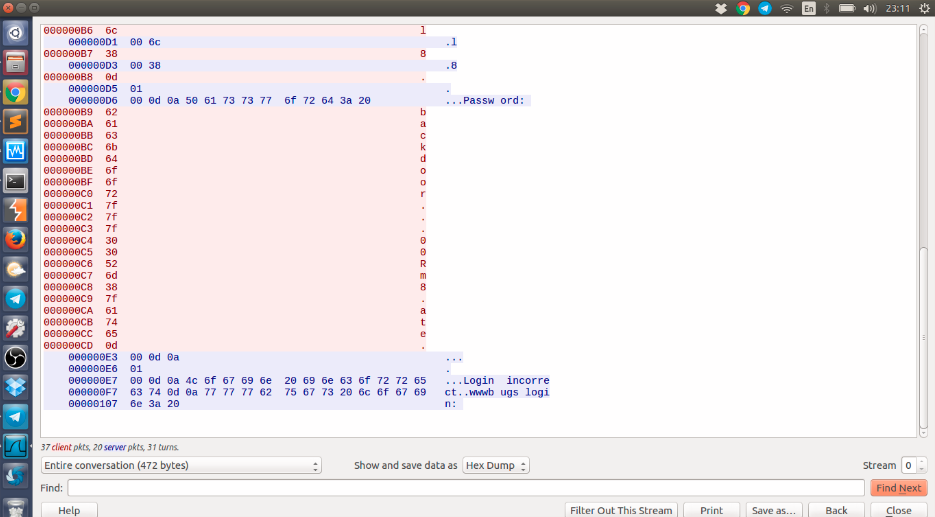 En 23:11
000000B6 6c l
000000D1 00 6c .l
000000B7 38 8
000000D3 00 38 .8
000000B8 0d .
000000D5 01 .
000000D6 00 0d 0a 50 61 73 73 77 6f 72 64 3a 20 ...Passw ord:
000000B9 62 b
000000BA 61 a
000000BB 63 c
000000BC 6b k
000000BD 64 d
000000BE 6f o
000000BF 6f o
000000C0 72 r
000000C1 7f .
000000C2 7f .
000000C3 7f .
000000C4 30 0
000000C5 30 0
000000C6 52 R
000000C7 6d m
000000C8 38 8
000000C9 7f .
000000CA 61 a
000000CB 74 t
000000CC 65 e
000000CD 0d .
000000E3 00 0d 0a ...
000000E6 01 .
000000E7 00 0d 0a 4c 6f 67 69 6e 20 69 6e 63 6f 72 72 65 ...Login incorre
000000F7 63 74 0d 0a 77 77 77 62 75 67 73 20 6c 6f 67 69 ct..wwwb ugs logi
00000107 6e 3a 20 n:
37 client pkts, 20 server pkts, 31 turns.
Entire conversation (472 bytes) Show and save data as Hex Dump Stream 0
Find: Find Next
Help Filter Out This Stream Print Save as... Back Close